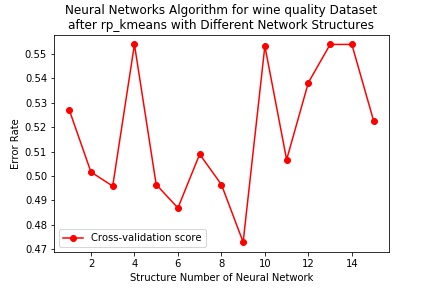 Neural Networks Algorithm for wine quality Dataset
after rp_kmeans with Different Network Structures
0.55
0.54
0.53
0.52
0.51
0.50
0.49
0.48
0.47
Error Rate
Cross-validation score
2 4 6 8 10 12 14
Structure Number of Neural Network